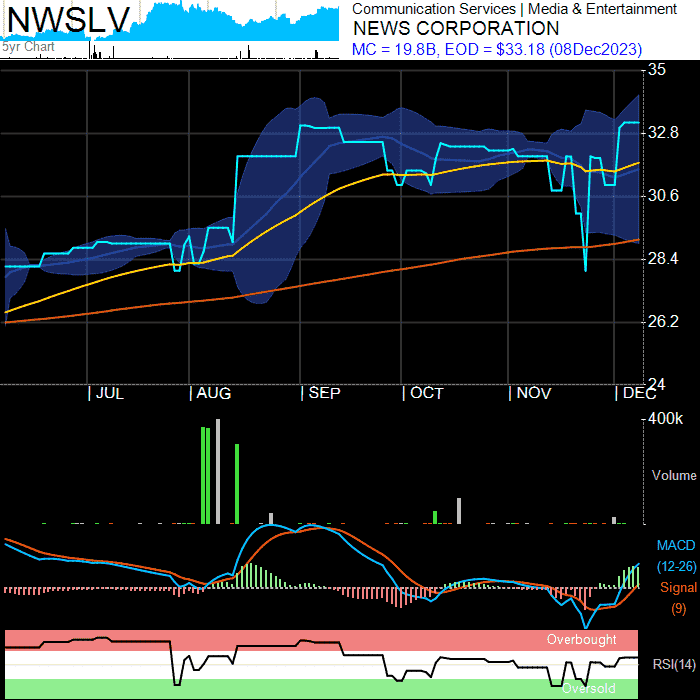 NWSLV
5yr Chart
Communication Services | Media & Entertainment
NEWS CORPORATION
MC = 19.8B, EOD = $33.18 (08Dec2023)
35
32.8
30.6
28.4
26.2
24
| JUL | AUG | SEP | OCT | NOV | DEC
400k
Volume
MACD
(12-26)
Signal
(9)
Overbought
RSI(14)
Oversold